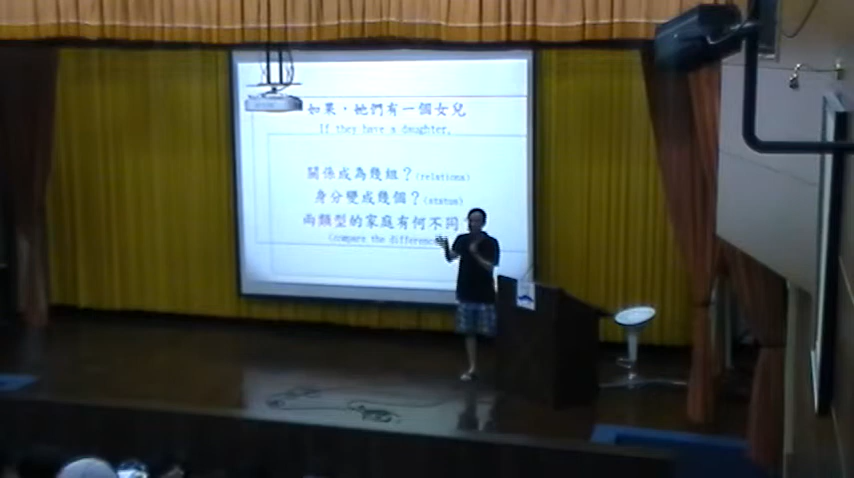 如果,她們有一個女兒
If they have a daughter,
關係成為幾組?(relations)
身分變成幾個?(status)
兩類型的家庭有何不同?
(compare the differences